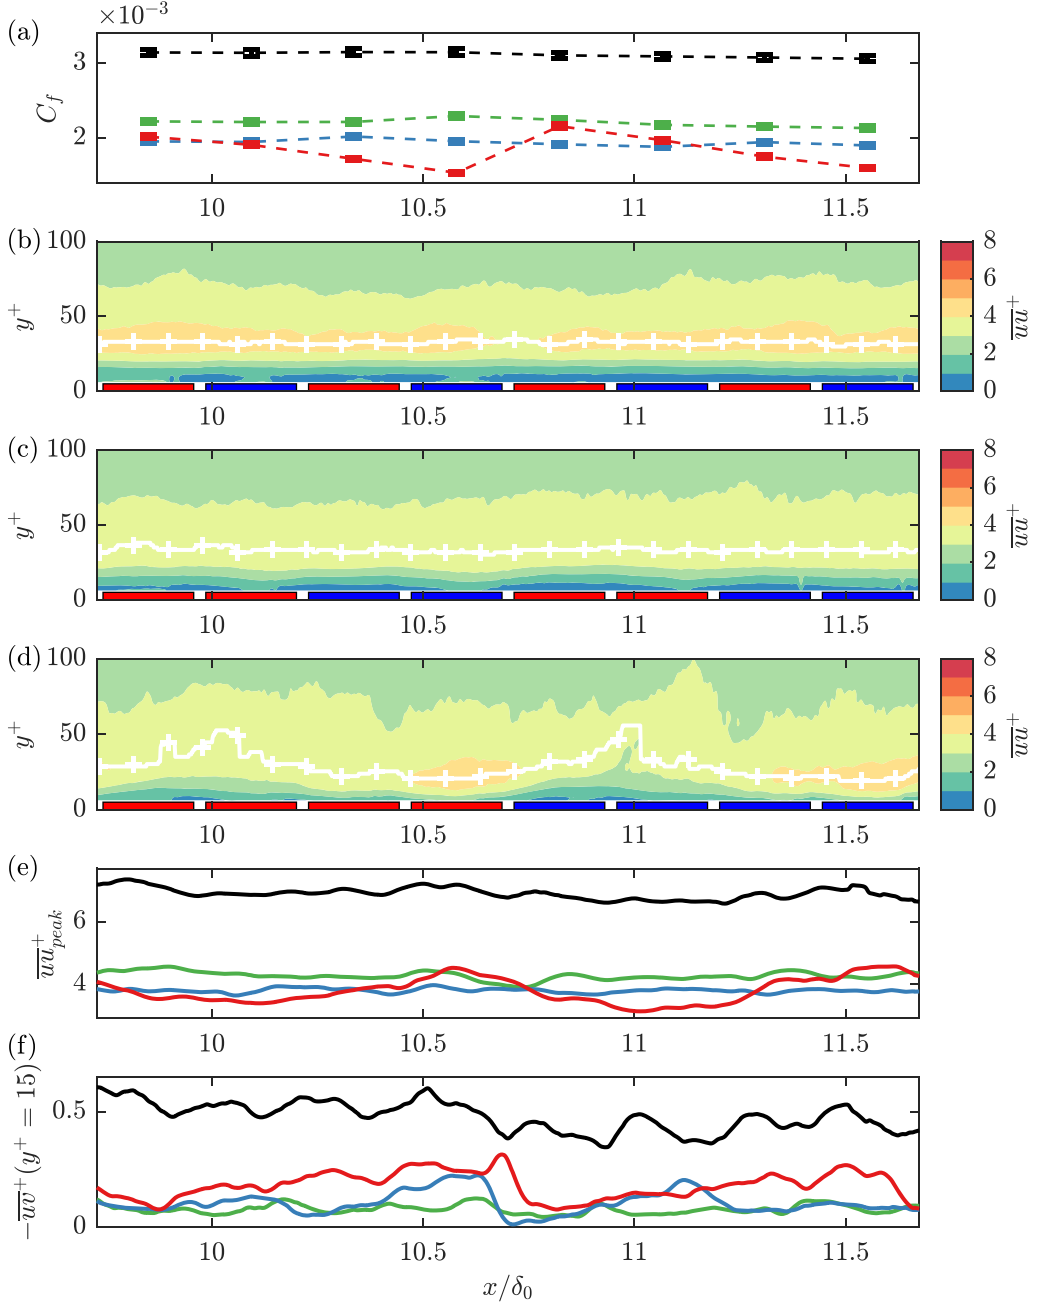 ×10⁻³
(a)
3
C_f
2
10 10.5 11 11.5
(b) 100 8
6
y⁺ 50 4 \overline{uu}⁺
2
0 0
10 10.5 11 11.5
(c) 100 8
6
y⁺ 50 4 \overline{uu}⁺
2
0 0
10 10.5 11 11.5
(d) 100 8
6
y⁺ 50 4 \overline{uu}⁺
2
0 0
10 10.5 11 11.5
(e)
6
\overline{uu}⁺_{peak}
4
10 10.5 11 11.5
(f)
0.5
−\overline{uv}⁺(y⁺ = 15)
0
10 10.5 11 11.5
x/δ₀